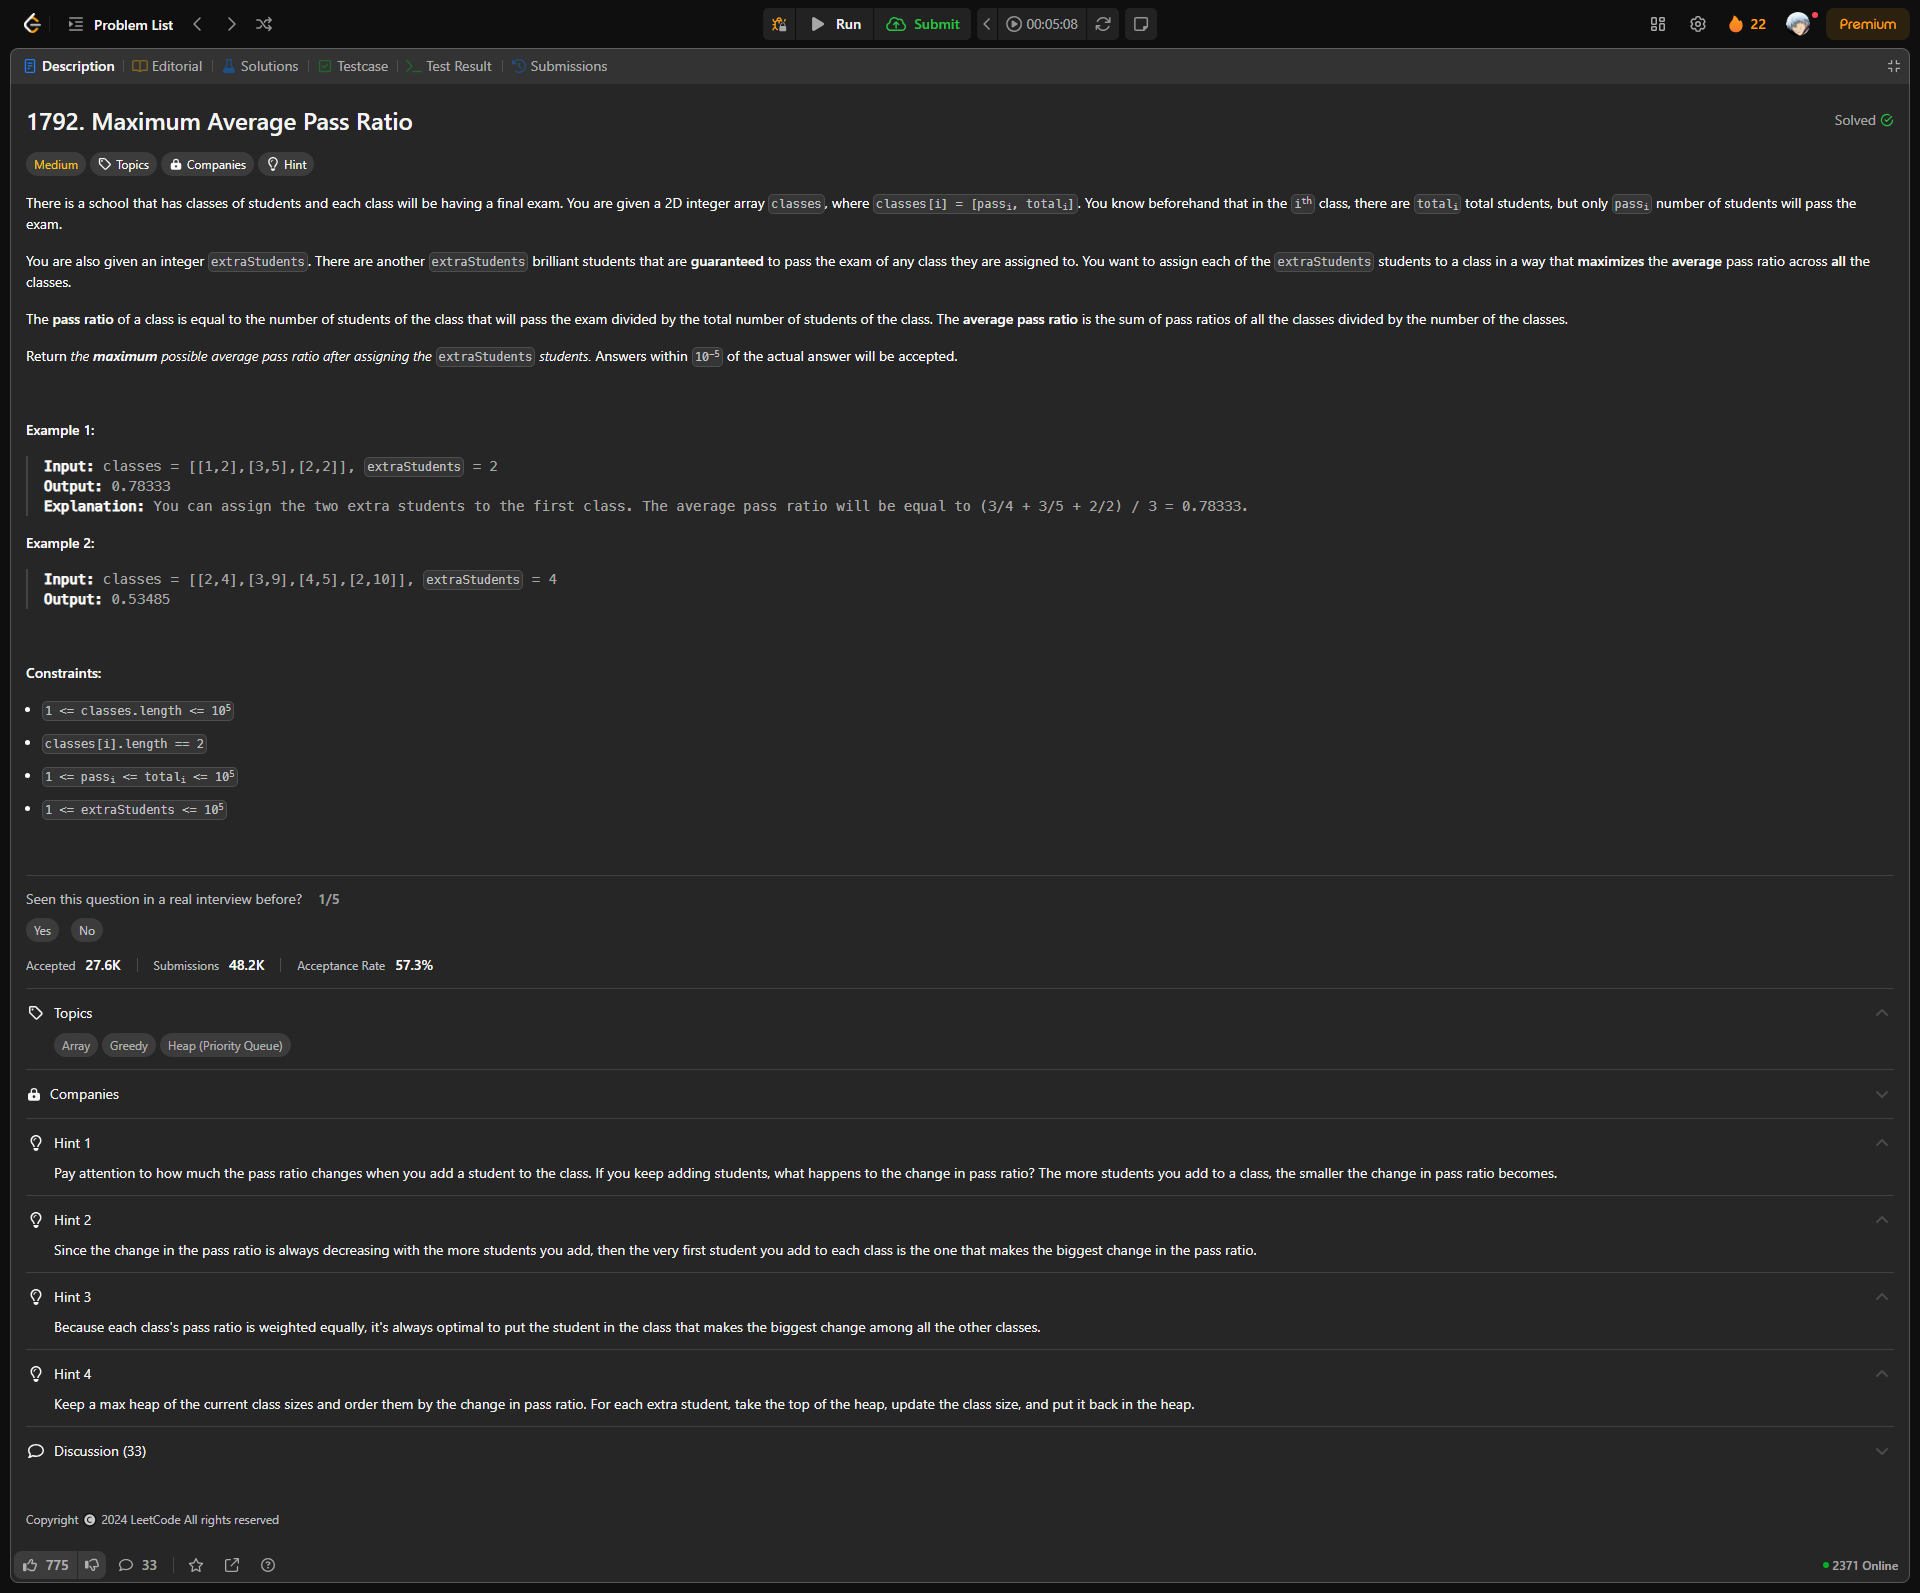 Problem List
Run
Submit
00:05:08
22
Premium
Description
Editorial
Solutions
Testcase
Test Result
Submissions
1792. Maximum Average Pass Ratio
Solved
Medium
Topics
Companies
Hint
There is a school that has classes of students and each class will be having a final exam. You are given a 2D integer array classes, where classes[i] = [passᵢ, totalᵢ]. You know beforehand that in the iᵗʰ class, there are totalᵢ total students, but only passᵢ number of students will pass the
exam.
You are also given an integer extraStudents. There are another extraStudents brilliant students that are guaranteed to pass the exam of any class they are assigned to. You want to assign each of the extraStudents students to a class in a way that maximizes the average pass ratio across all the
classes.
The pass ratio of a class is equal to the number of students of the class that will pass the exam divided by the total number of students of the class. The average pass ratio is the sum of pass ratios of all the classes divided by the number of the classes.
Return the maximum possible average pass ratio after assigning the extraStudents students. Answers within 10⁻⁵ of the actual answer will be accepted.
Example 1:
Input: classes = [[1,2],[3,5],[2,2]], extraStudents = 2
Output: 0.78333
Explanation: You can assign the two extra students to the first class. The average pass ratio will be equal to (3/4 + 3/5 + 2/2) / 3 = 0.78333.
Example 2:
Input: classes = [[2,4],[3,9],[4,5],[2,10]], extraStudents = 4
Output: 0.53485
Constraints:
• 1 <= classes.length <= 10⁵
• classes[i].length == 2
• 1 <= passᵢ <= totalᵢ <= 10⁵
• 1 <= extraStudents <= 10⁵
Seen this question in a real interview before? 1/5
Yes
No
Accepted 27.6K
Submissions 48.2K
Acceptance Rate 57.3%
Topics
Array
Greedy
Heap (Priority Queue)
Companies
Hint 1
Pay attention to how much the pass ratio changes when you add a student to the class. If you keep adding students, what happens to the change in pass ratio? The more students you add to a class, the smaller the change in pass ratio becomes.
Hint 2
Since the change in the pass ratio is always decreasing with the more students you add, then the very first student you add to each class is the one that makes the biggest change in the pass ratio.
Hint 3
Because each class's pass ratio is weighted equally, it's always optimal to put the student in the class that makes the biggest change among all the other classes.
Hint 4
Keep a max heap of the current class sizes and order them by the change in pass ratio. For each extra student, take the top of the heap, update the class size, and put it back in the heap.
Discussion (33)
Copyright © 2024 LeetCode All rights reserved
775
33
2371 Online